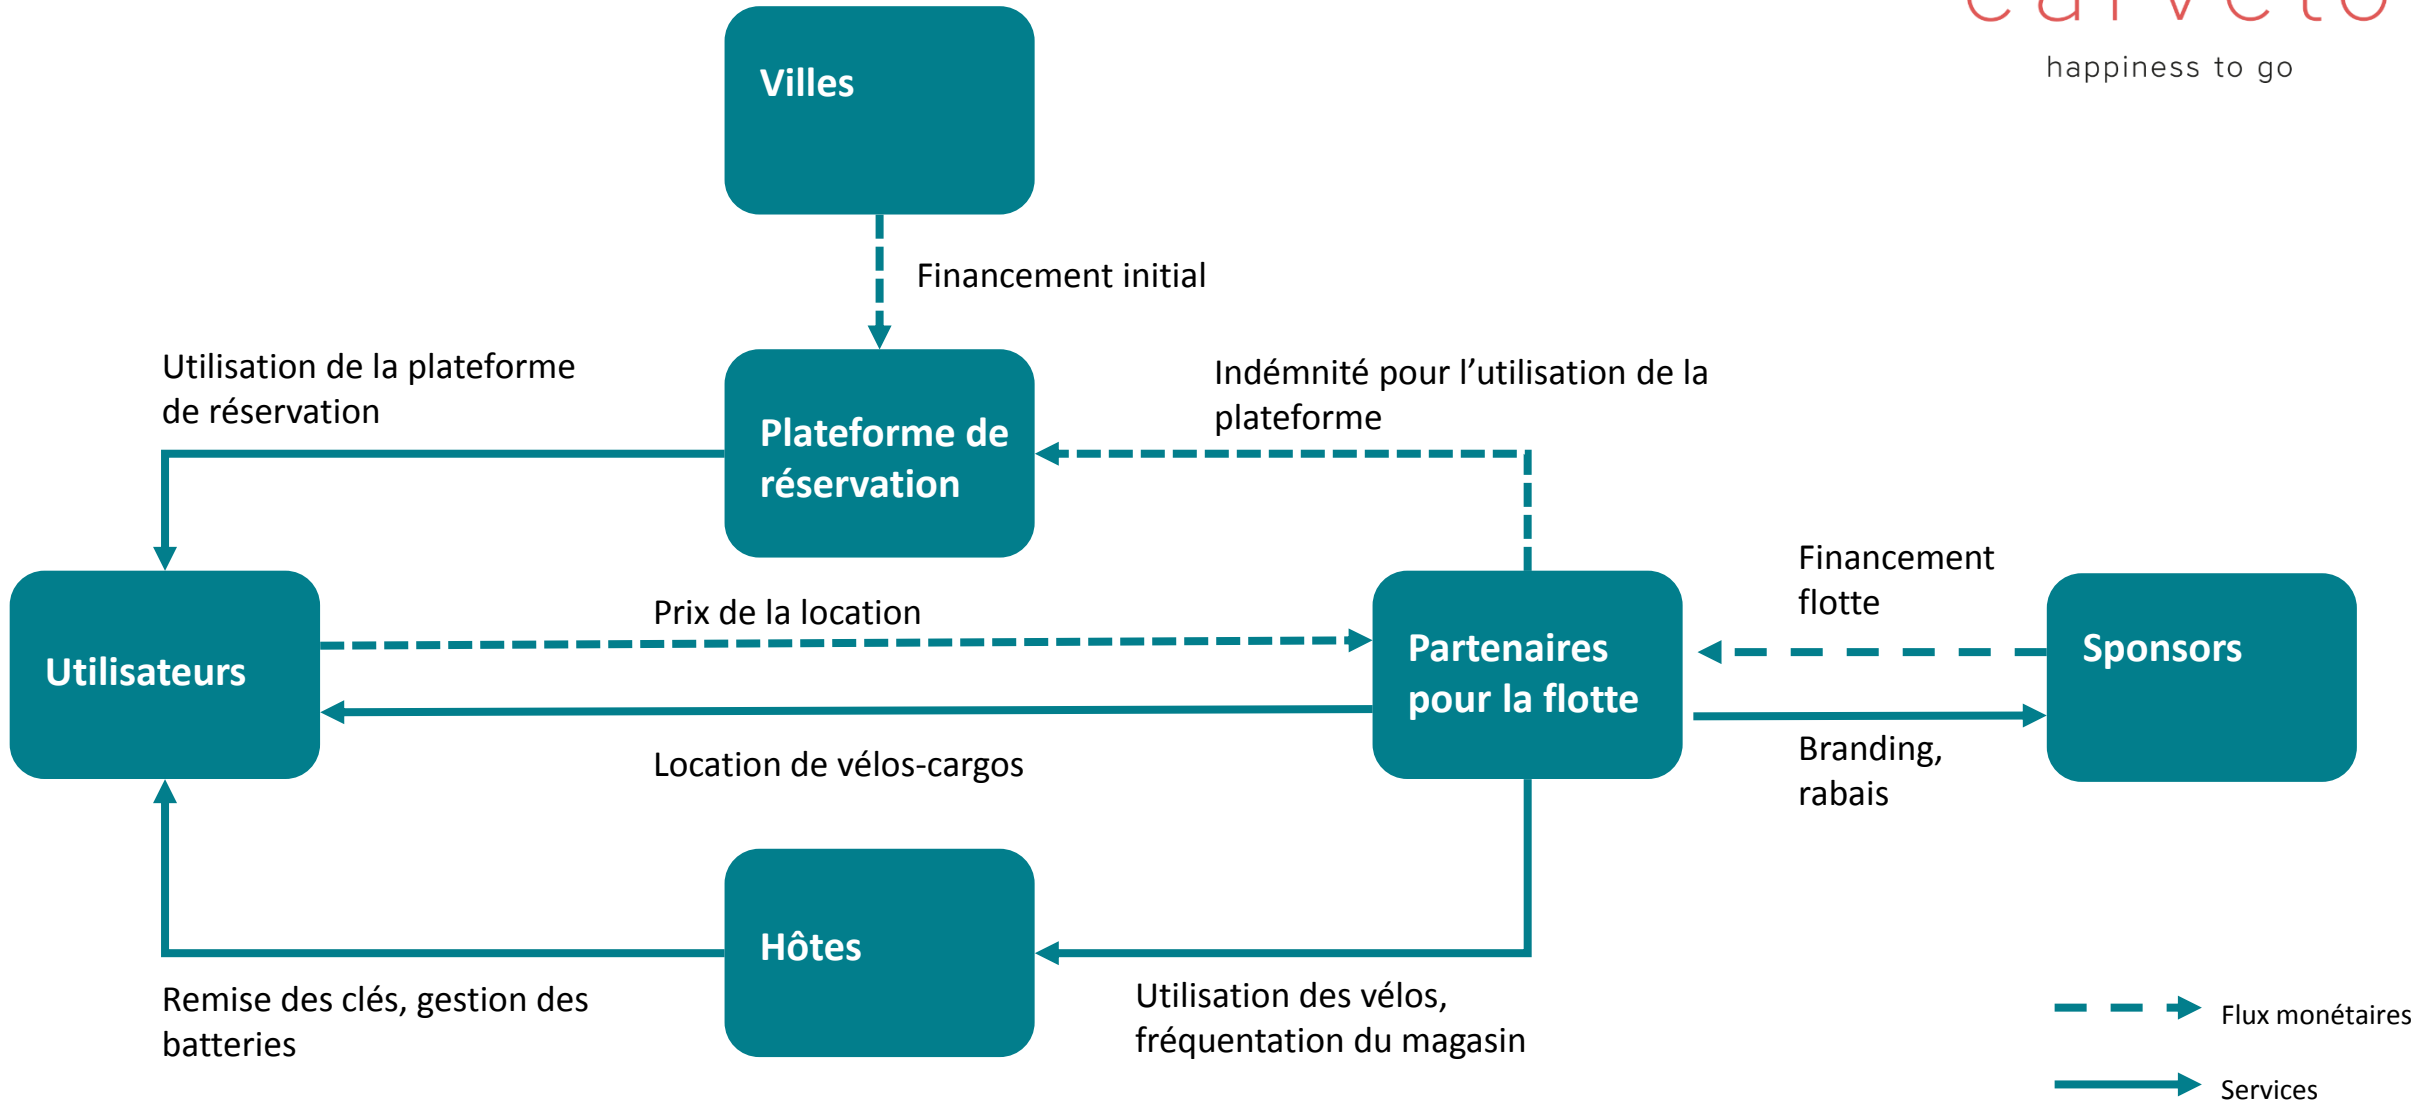 carvelo
happiness to go
Villes
Financement initial
Utilisation de la plateforme
de réservation
Plateforme de
réservation
Indémnité pour l’utilisation de la
plateforme
Utilisateurs
Prix de la location
Location de vélos-cargos
Partenaires
pour la flotte
Financement
flotte
Sponsors
Branding,
rabais
Hôtes
Remise des clés, gestion des
batteries
Utilisation des vélos,
fréquentation du magasin
Flux monétaires
Services